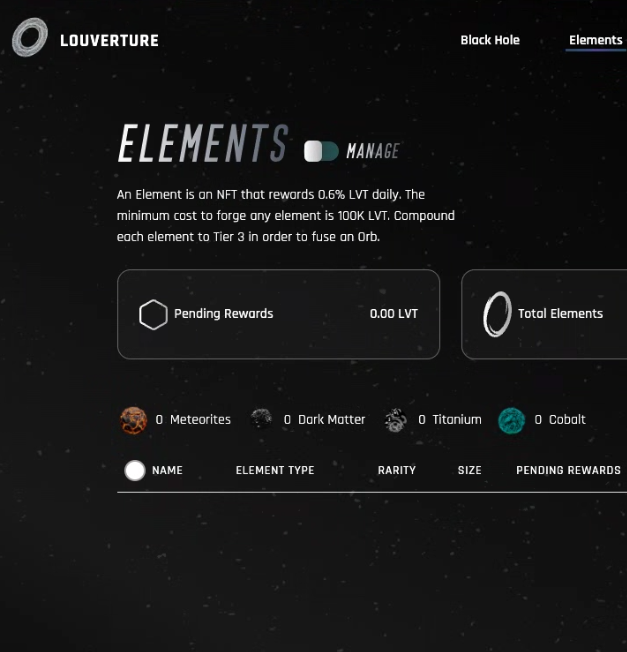 LOUVERTURE
Black Hole Elements
ELEMENTS MANAGE
An Element is an NFT that rewards 0.6% LVT daily. The
minimum cost to forge any element is 100K LVT. Compound
each element to Tier 3 in order to fuse an Orb.
Pending Rewards 0.00 LVT
Total Elements
0 Meteorites 0 Dark Matter 0 Titanium 0 Cobalt
NAME ELEMENT TYPE RARITY SIZE PENDING REWARDS